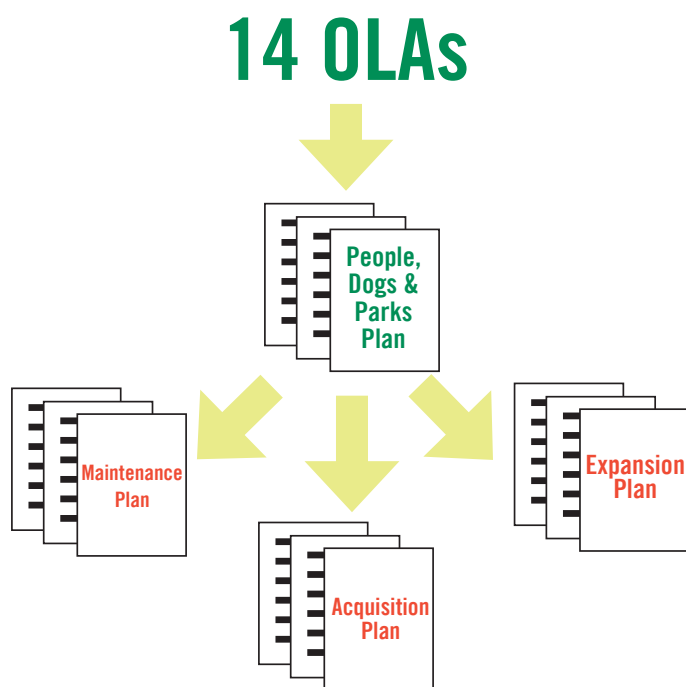 14 OLAs
People,
Dogs &
Parks
Plan
Maintenance
Plan
Expansion
Plan
Acquisition
Plan